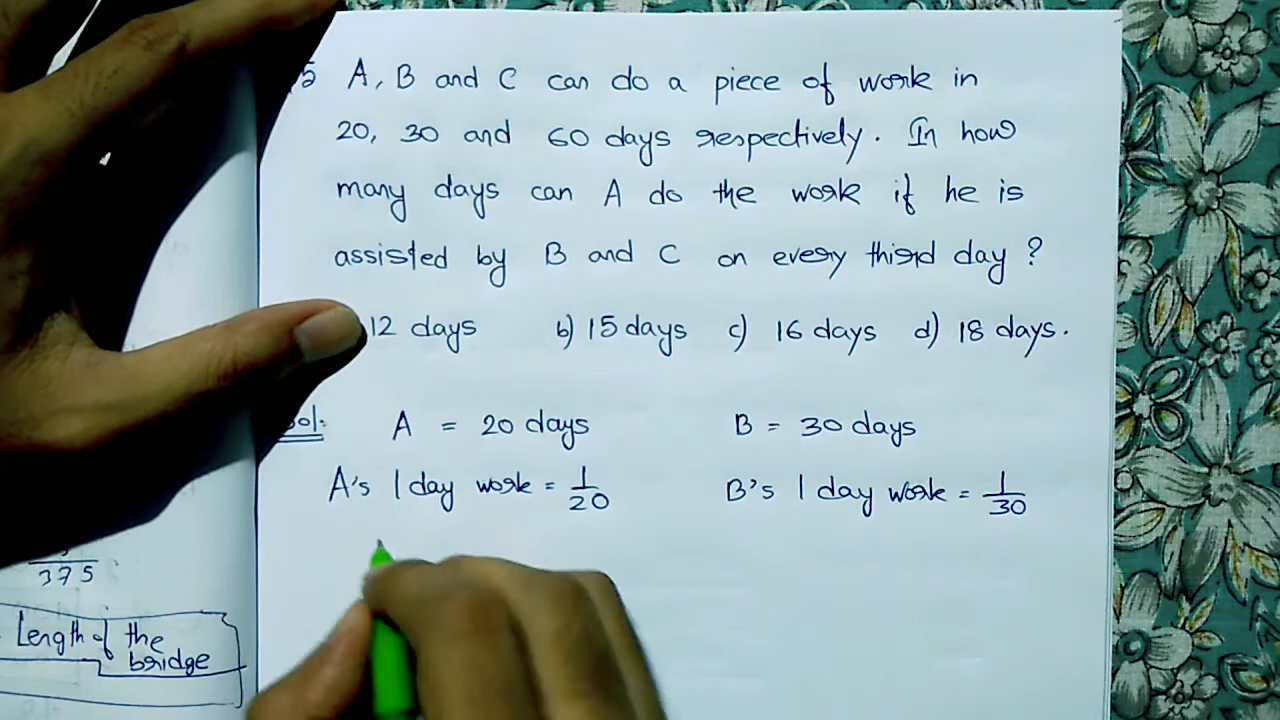 5 A, B and C can do a piece of work in
20, 30 and 60 days respectively. In how
many days can A do the work if he is
assisted by B and C on every third day?
12 days b) 15 days c) 16 days d) 18 days.
Sol:
A = 20 days B = 30 days
A's 1 day work = 1/20 B's 1 day work = 1/30
375
Length of the
bridge